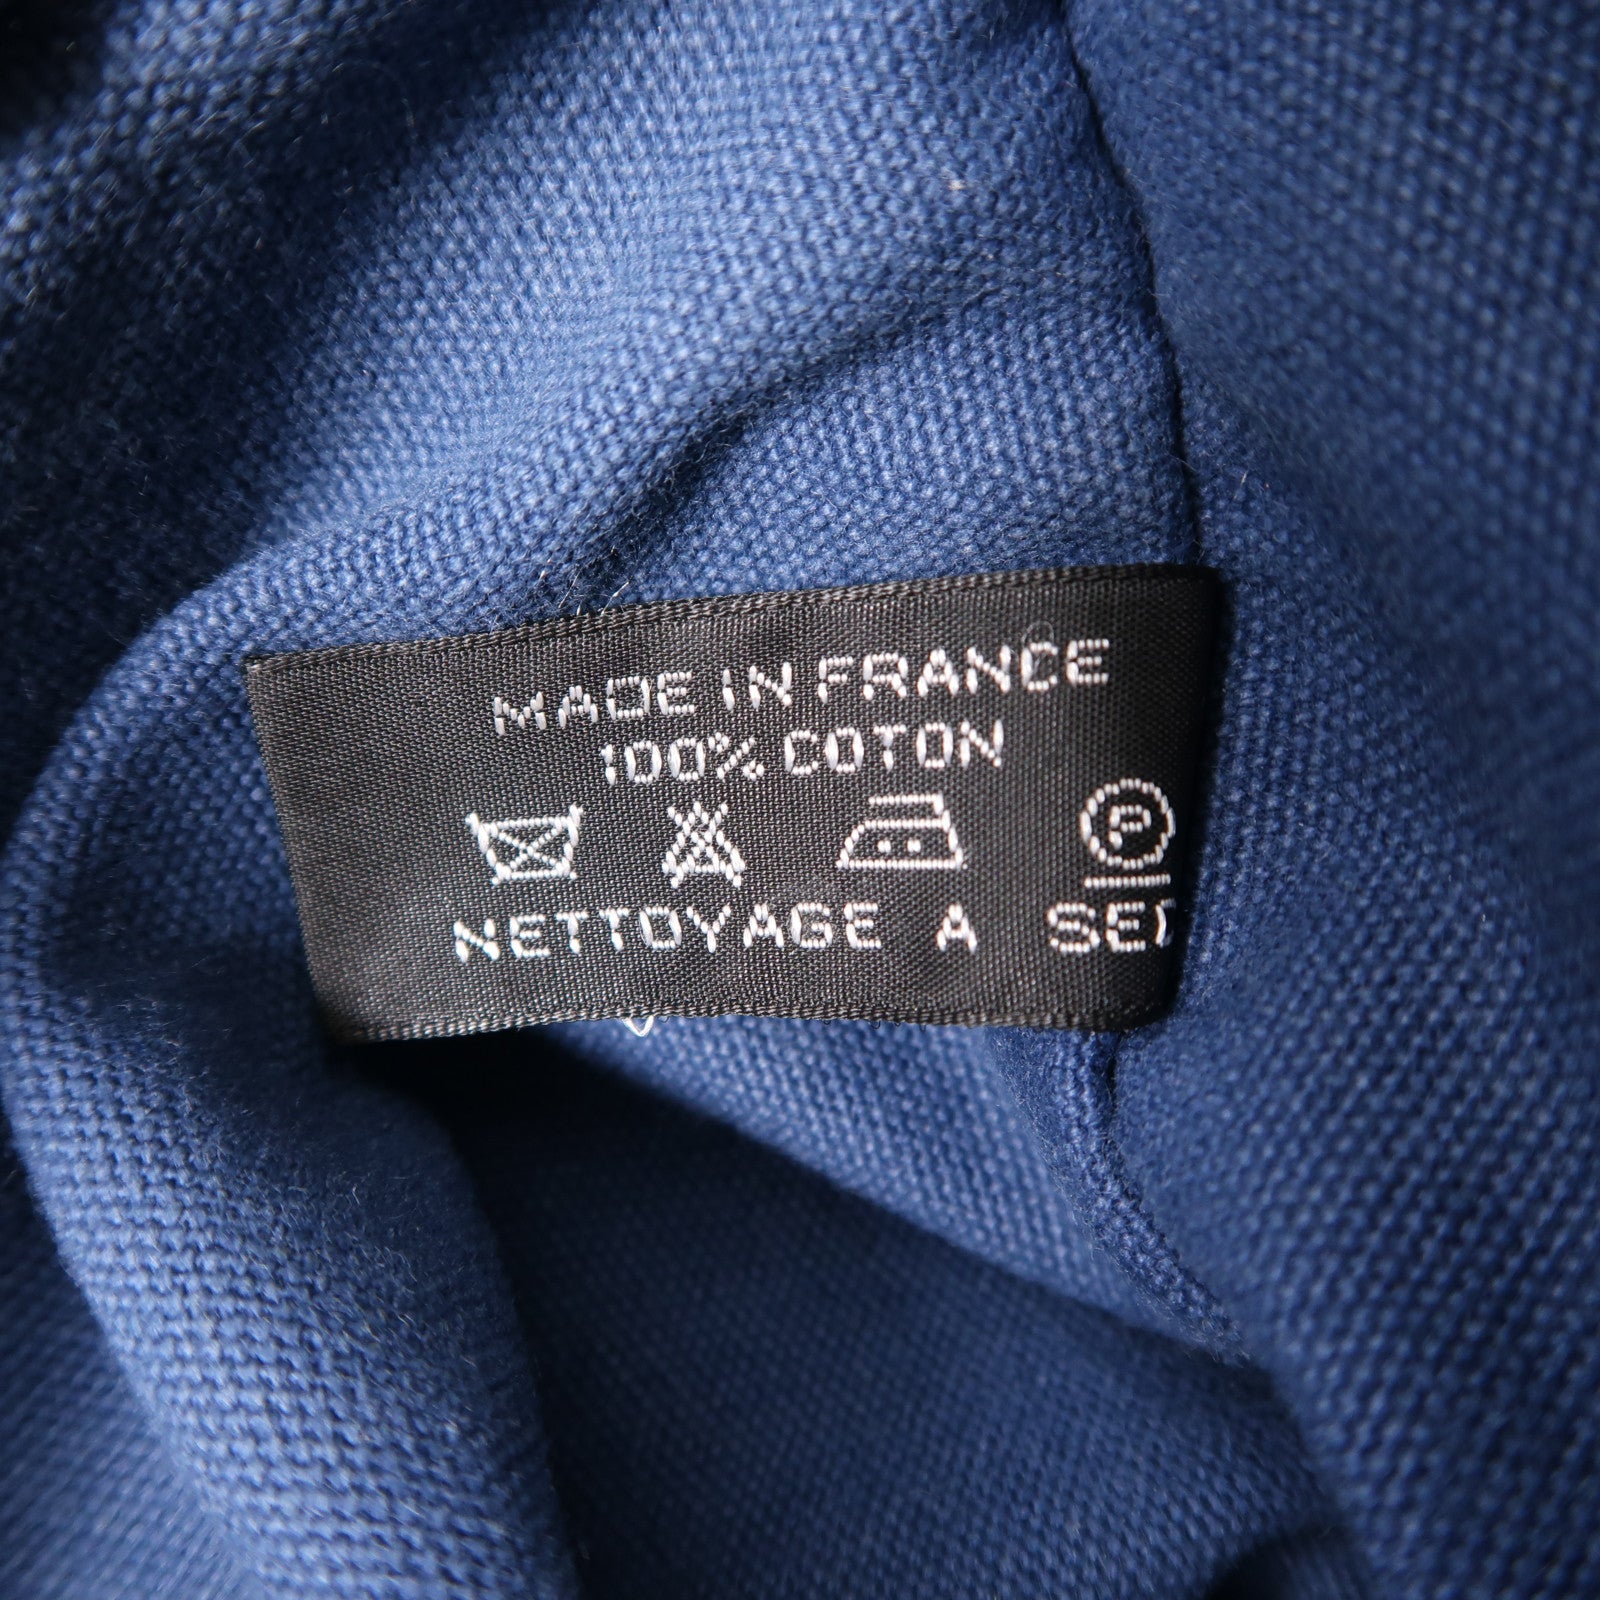 MADE IN FRANCE
100% COTON
P
NETTOYAGE A